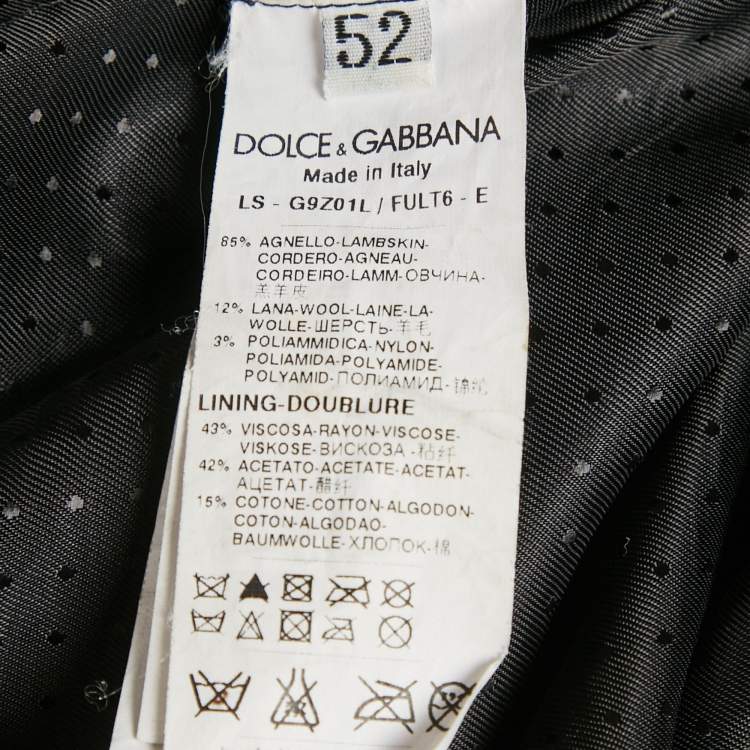 52
DOLCE & GABBANA
Made in Italy
LS - G9Z01L / FULT6 - E
85% AGNELLO-LAMBSKIN-
CORDERO-AGNEAU-
CORDEIRO-LAMM-ОВЧИНА-
羔羊皮
12% LANA-WOOL-LAINE-LA-
WOLLE-ШЕРСТЬ-羊毛
3% POLIAMMIDICA-NYLON-
POLIAMIDA-POLYAMIDE-
POLYAMID-ПОЛИАМИД-锦纶
LINING-DOUBLURE
43% VISCOSA-RAYON-VISCOSE-
VISKOSE-ВИСКОЗА-粘纤
42% ACETATO-ACETATE-ACETAT-
АЦЕТАТ-醋纤
15% COTONE-COTTON-ALGODON-
COTON-ALGODAO-
BAUMWOLLE-ХЛОПОК-棉